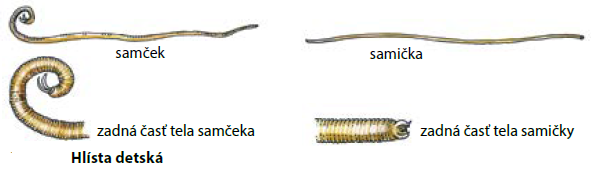 samček
samička
zadná časť tela samčeka
zadná časť tela samičky
Hlísta detská